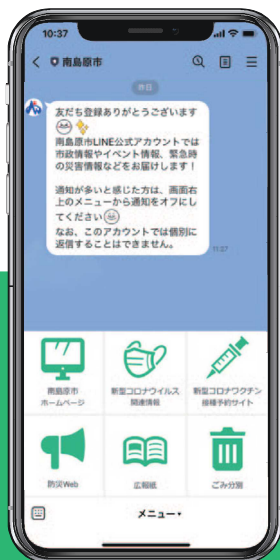 10:37
南島原市
昨日
友だち登録ありがとうございます
南島原市LINE公式アカウントでは
市政情報やイベント情報、緊急時
の災害情報などをお届けします！
通知が多いと感じた方は、画面右
上のメニューから通知をオフにし
てください
なお、このアカウントでは個別に
返信することはできません。
11:27
南島原市
ホームページ
新型コロナウイルス
関連情報
新型コロナワクチン
接種予約サイト
防災Web
広報紙
ごみ分別
メニュー▾